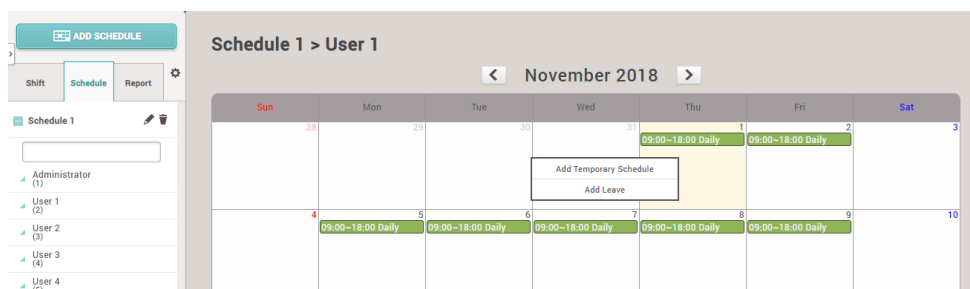 ADD SCHEDULE
Shift
Schedule
Report
Schedule 1
Administrator
(1)
User 1
(2)
User 2
(3)
User 3
(4)
User 4
Schedule 1 > User 1
November 2018
Sun Mon Tue Wed Thu Fri Sat
28 29 30 31 1 2 3
09:00~18:00 Daily 09:00~18:00 Daily
Add Temporary Schedule
Add Leave
4 5 6 7 8 9 10
09:00~18:00 Daily 09:00~18:00 Daily 09:00~18:00 Daily 09:00~18:00 Daily 09:00~18:00 Daily